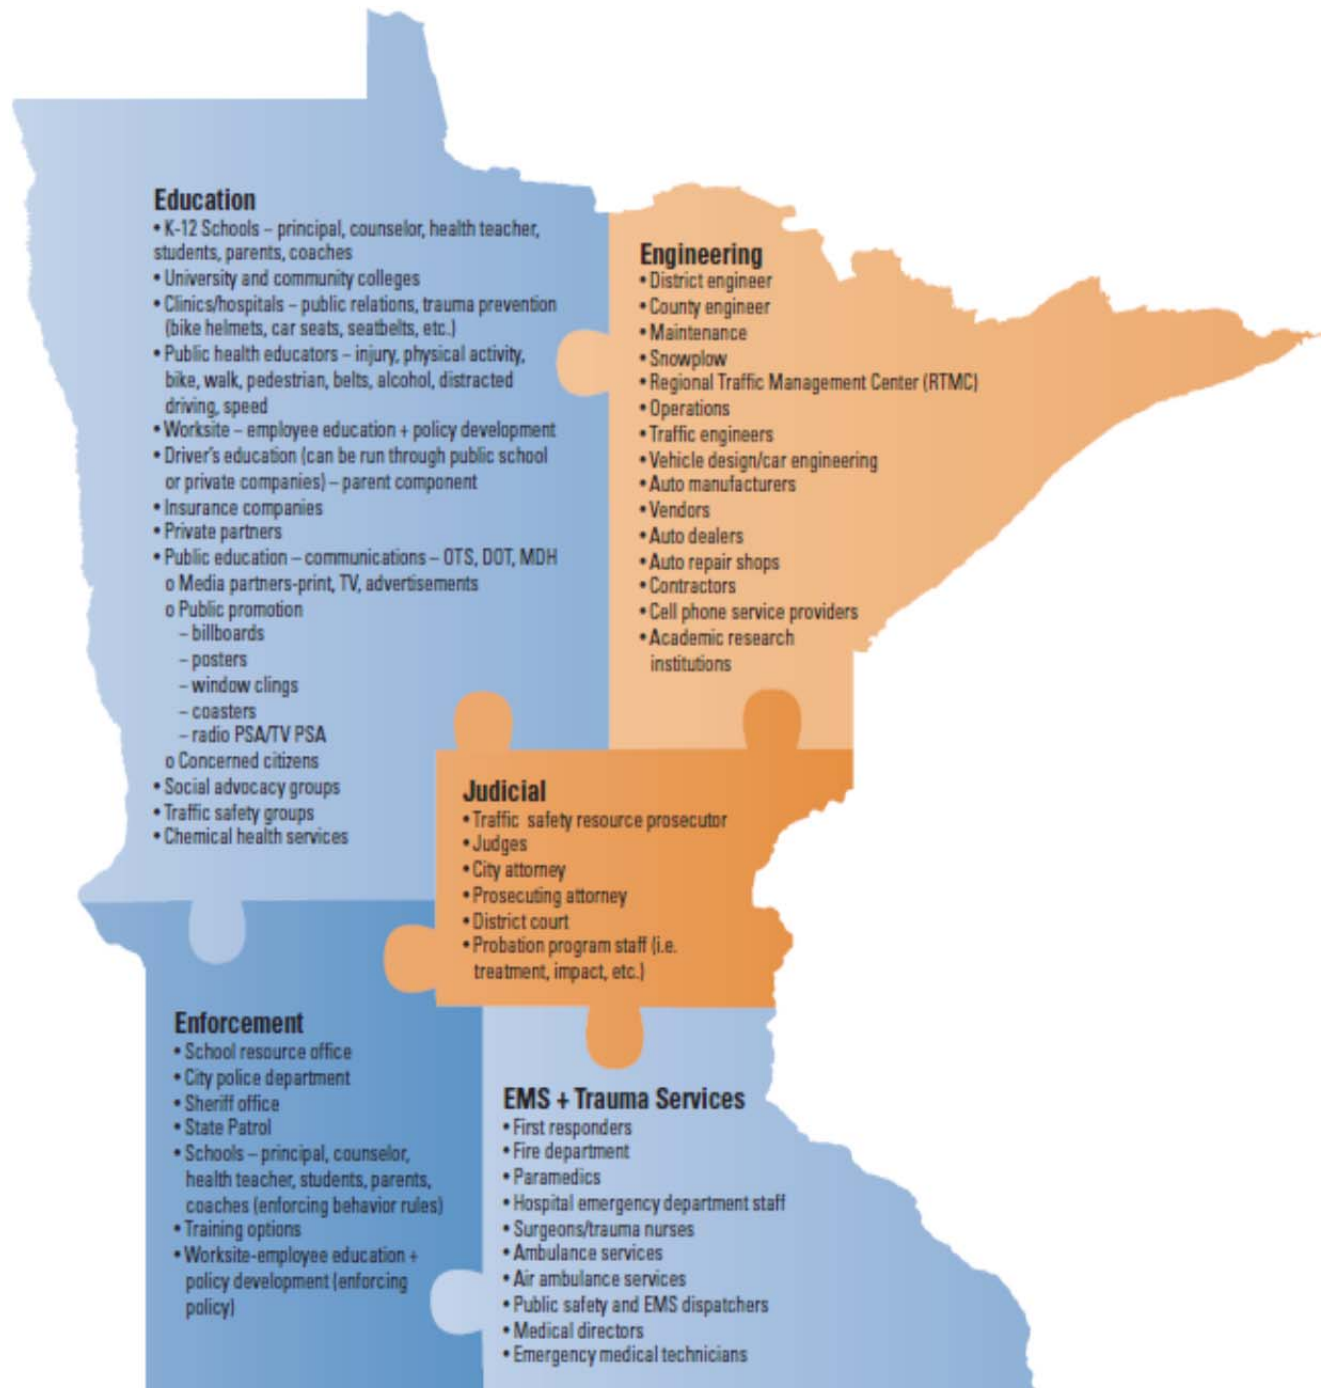 Education
• K-12 Schools – principal, counselor, health teacher,
students, parents, coaches
• University and community colleges
• Clinics/hospitals – public relations, trauma prevention
(bike helmets, car seats, seatbelts, etc.)
• Public health educators – injury, physical activity,
bike, walk, pedestrian, belts, alcohol, distracted
driving, speed
• Worksite – employee education + policy development
• Driver's education (can be run through public school
or private companies) – parent component
• Insurance companies
• Private partners
• Public education – communications – OTS, DOT, MDH
o Media partners-print, TV, advertisements
o Public promotion
– billboards
– posters
– window clings
– coasters
– radio PSA/TV PSA
o Concerned citizens
• Social advocacy groups
• Traffic safety groups
• Chemical health services
Engineering
• District engineer
• County engineer
• Maintenance
• Snowplow
• Regional Traffic Management Center (RTMC)
• Operations
• Traffic engineers
• Vehicle design/car engineering
• Auto manufacturers
• Vendors
• Auto dealers
• Auto repair shops
• Contractors
• Cell phone service providers
• Academic research
institutions
Judicial
• Traffic safety resource prosecutor
• Judges
• City attorney
• Prosecuting attorney
• District court
• Probation program staff (i.e.
treatment, impact, etc.)
Enforcement
• School resource office
• City police department
• Sheriff office
• State Patrol
• Schools – principal, counselor,
health teacher, students, parents,
coaches (enforcing behavior rules)
• Training options
• Worksite-employee education +
policy development (enforcing
policy)
EMS + Trauma Services
• First responders
• Fire department
• Paramedics
• Hospital emergency department staff
• Surgeons/trauma nurses
• Ambulance services
• Air ambulance services
• Public safety and EMS dispatchers
• Medical directors
• Emergency medical technicians